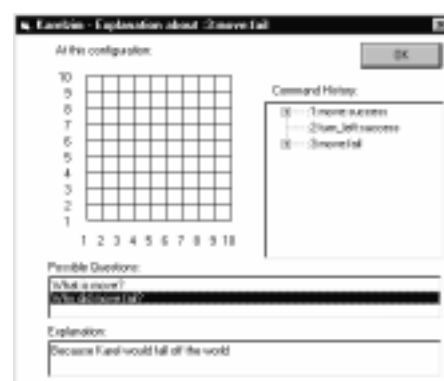 Karelvin - Explanation about :3:move:fail
At this configuration:
OK
10
9
8
7
6
5
4
3
2
1
1 2 3 4 5 6 7 8 9 10
Command History:
:1:move:success
:2:turn_left:success
:3:move:fail
Possible Questions:
What is move?
Why did move fail?
Explanation:
Because Karel would fall off the world